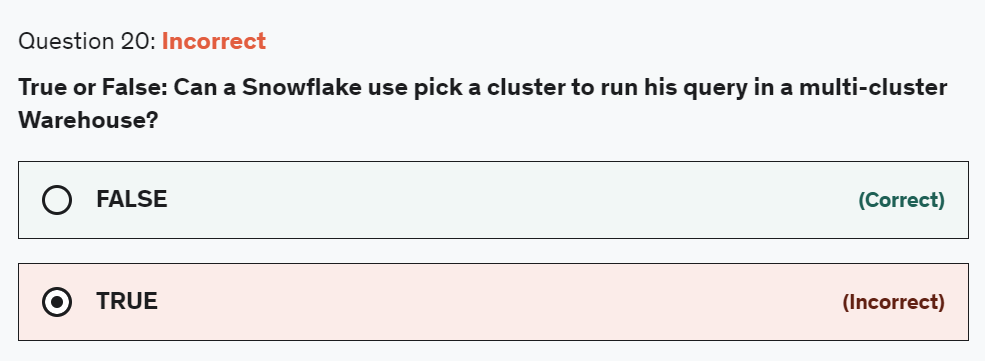 Question 20: Incorrect
True or False: Can a Snowflake use pick a cluster to run his query in a multi-cluster
Warehouse?
FALSE (Correct)
TRUE (Incorrect)